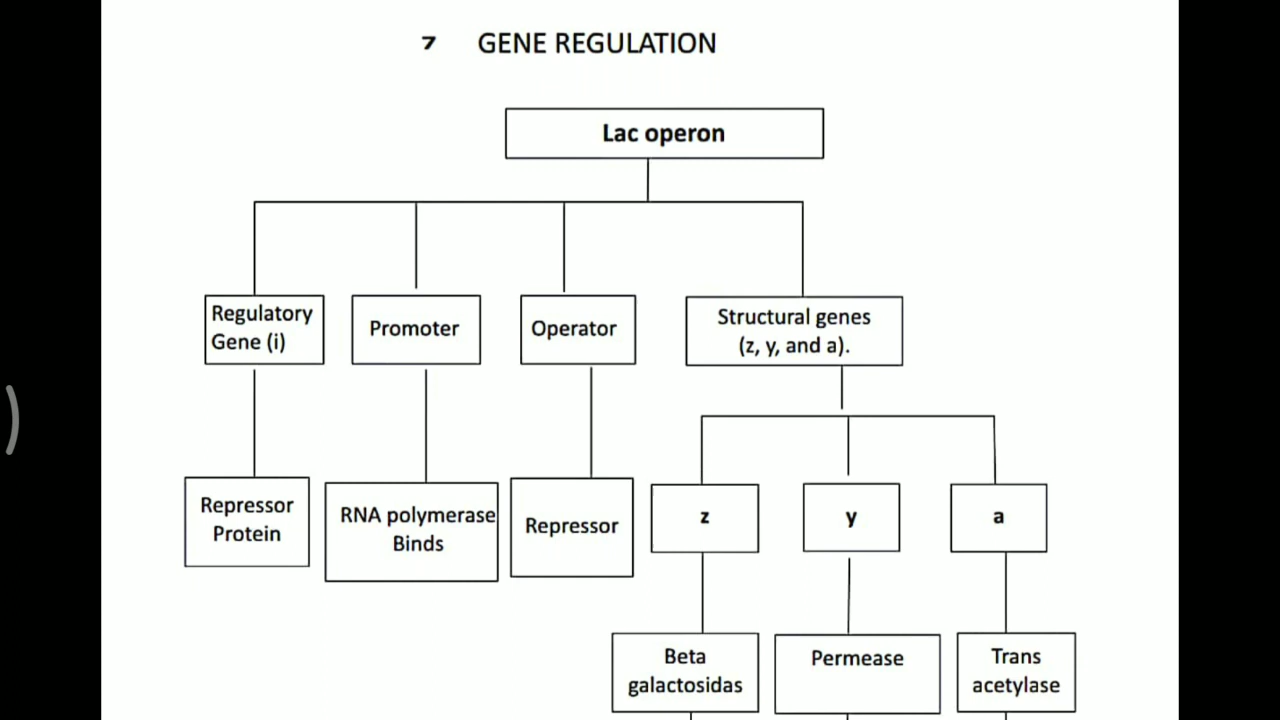 7 GENE REGULATION
Lac operon
Regulatory
Gene (i)
Promoter
Operator
Structural genes
(z, y, and a).
Repressor
Protein
RNA polymerase
Binds
Repressor
z
y
a
Beta
galactosidas
Permease
Trans
acetylase